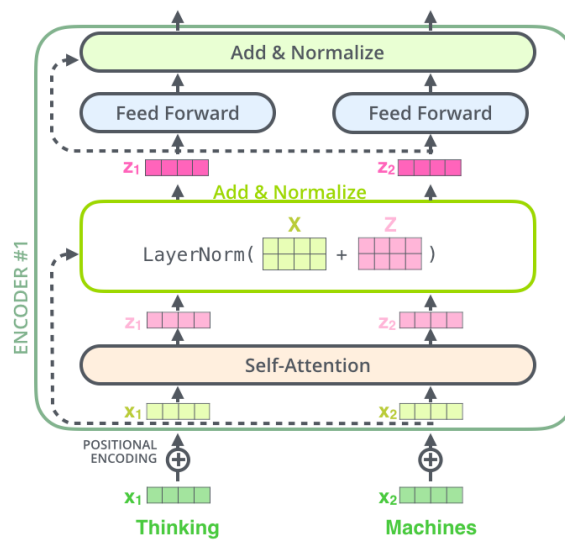 Add & Normalize
Feed Forward Feed Forward
z1 z2
Add & Normalize
X Z
LayerNorm( + )
ENCODER #1
z1 z2
Self-Attention
x1 x2
POSITIONAL
ENCODING
x1 x2
Thinking Machines